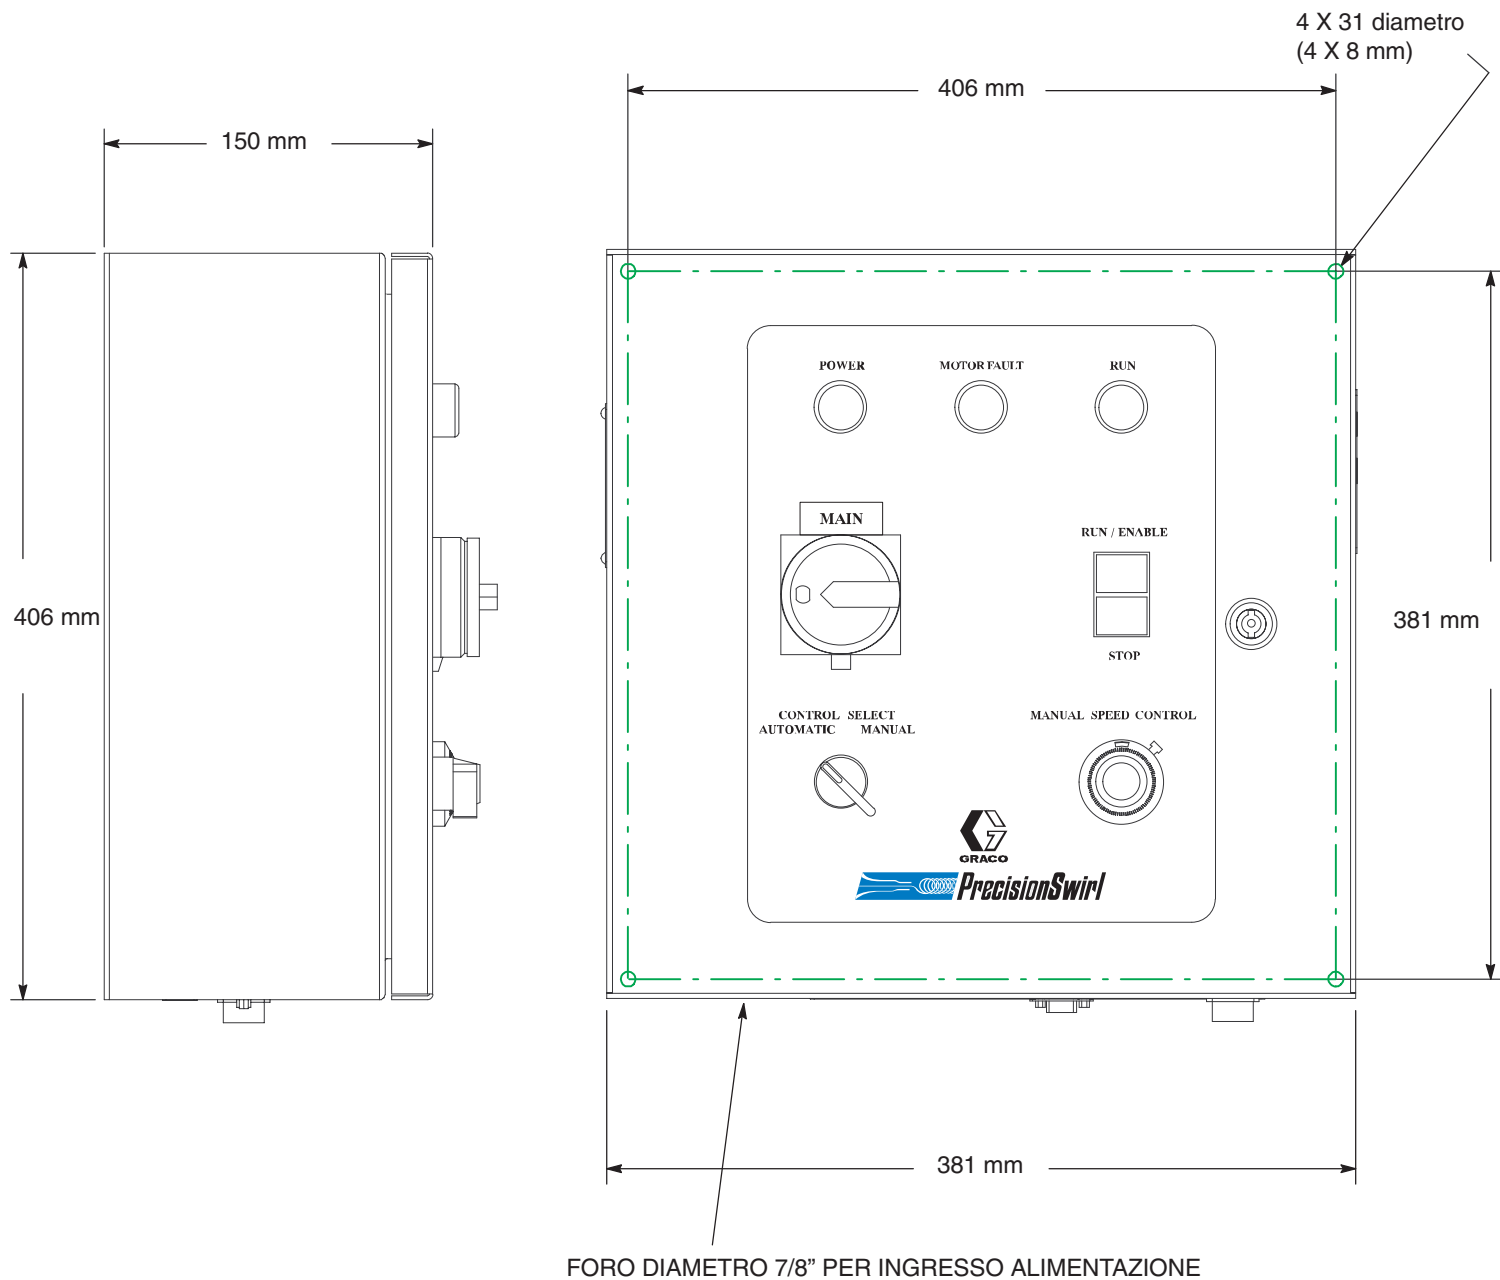 4 X 31 diametro
(4 X 8 mm)
406 mm
150 mm
POWER
MOTOR FAULT
RUN
MAIN
RUN / ENABLE
406 mm
381 mm
STOP
CONTROL SELECT
AUTOMATIC MANUAL
MANUAL SPEED CONTROL
GRACO
PrecisionSwirl
381 mm
FORO DIAMETRO 7/8” PER INGRESSO ALIMENTAZIONE